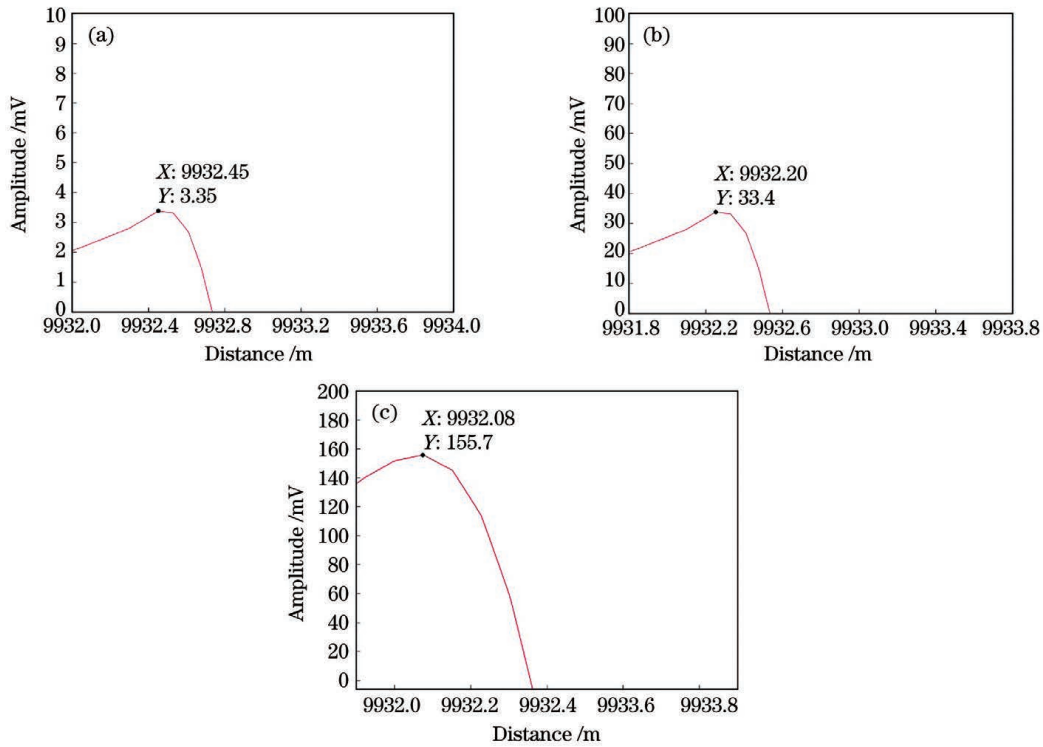 (a)
10
9
8
7
6
5
4
3
2
1
0
Amplitude /mV
X: 9932.45
Y: 3.35
9932.0 9932.4 9932.8 9933.2 9933.6 9934.0
Distance /m
(b)
100
90
80
70
60
50
40
30
20
10
0
Amplitude /mV
X: 9932.20
Y: 33.4
9931.8 9932.2 9932.6 9933.0 9933.4 9933.8
Distance /m
(c)
200
180
160
140
120
100
80
60
40
20
0
Amplitude /mV
X: 9932.08
Y: 155.7
9932.0 9932.2 9932.4 9933.6 9933.8
Distance /m